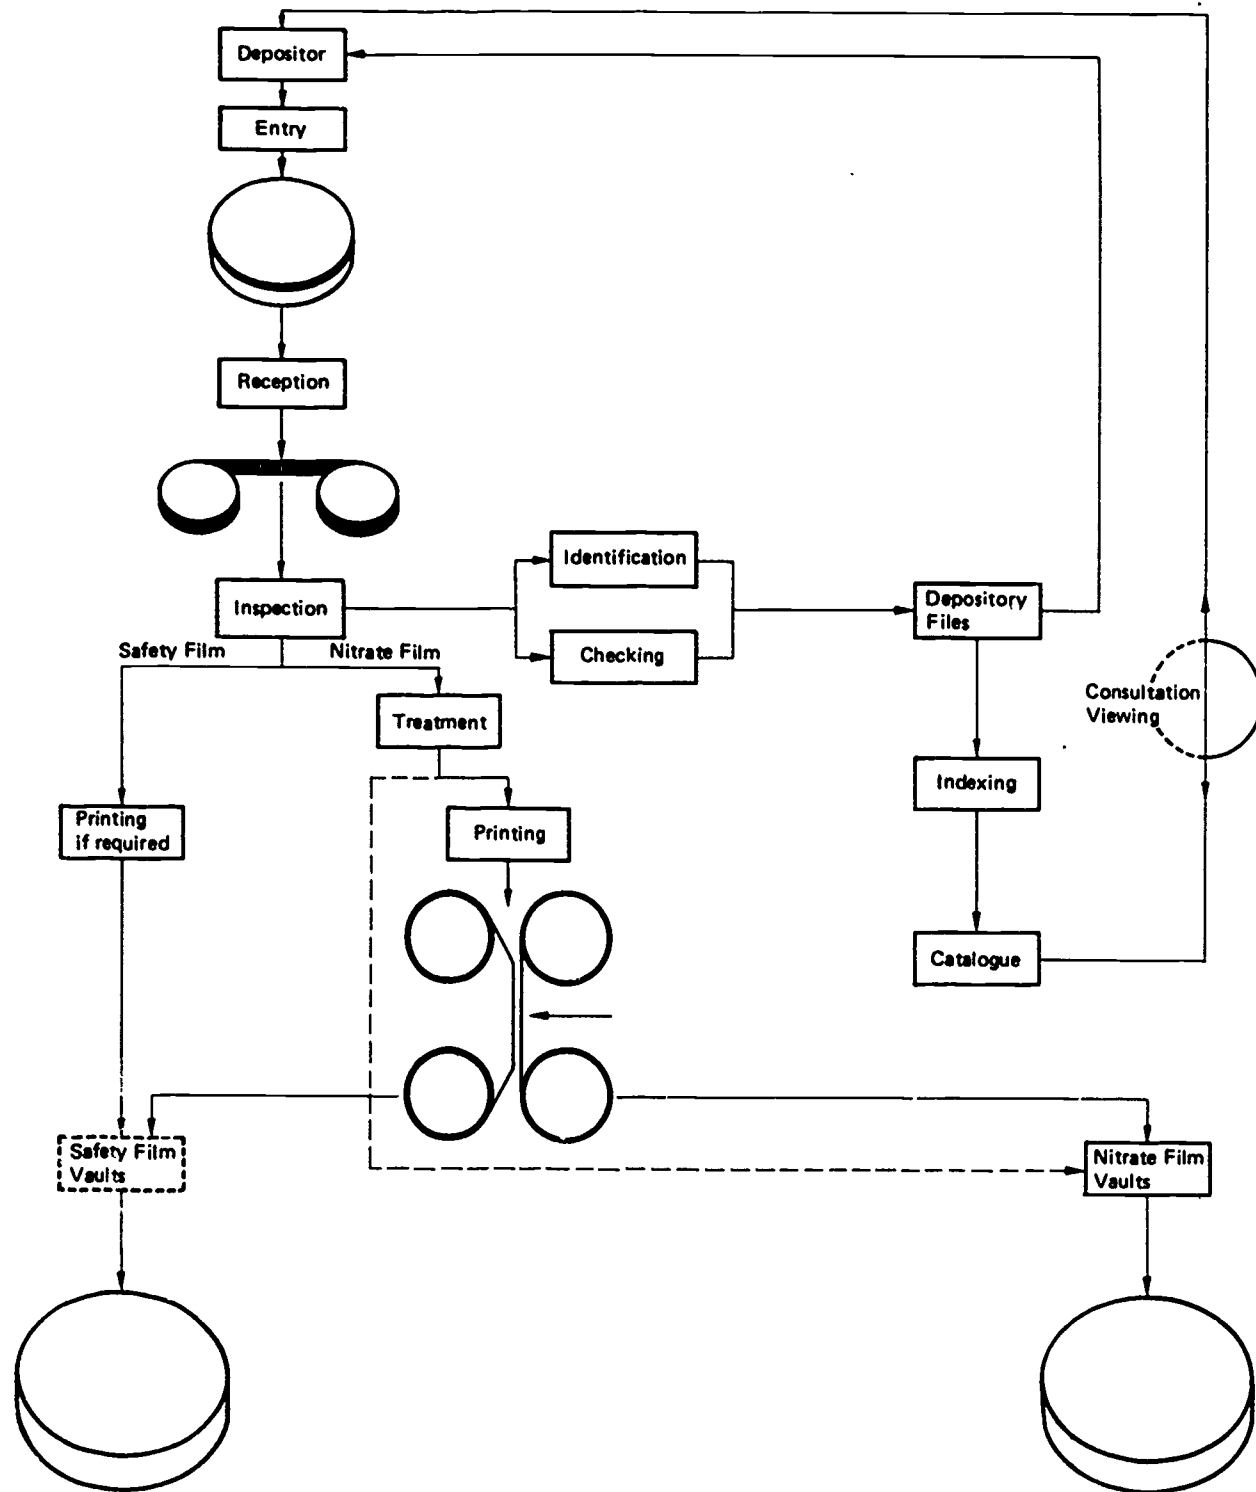 Depositor
Entry
Reception
Identification
Inspection
Depository
Files
Safety Film
Nitrate Film
Checking
Consultation
Viewing
Treatment
Indexing
Printing
if required
Printing
Catalogue
Safety Film
Vaults
Nitrate Film
Vaults